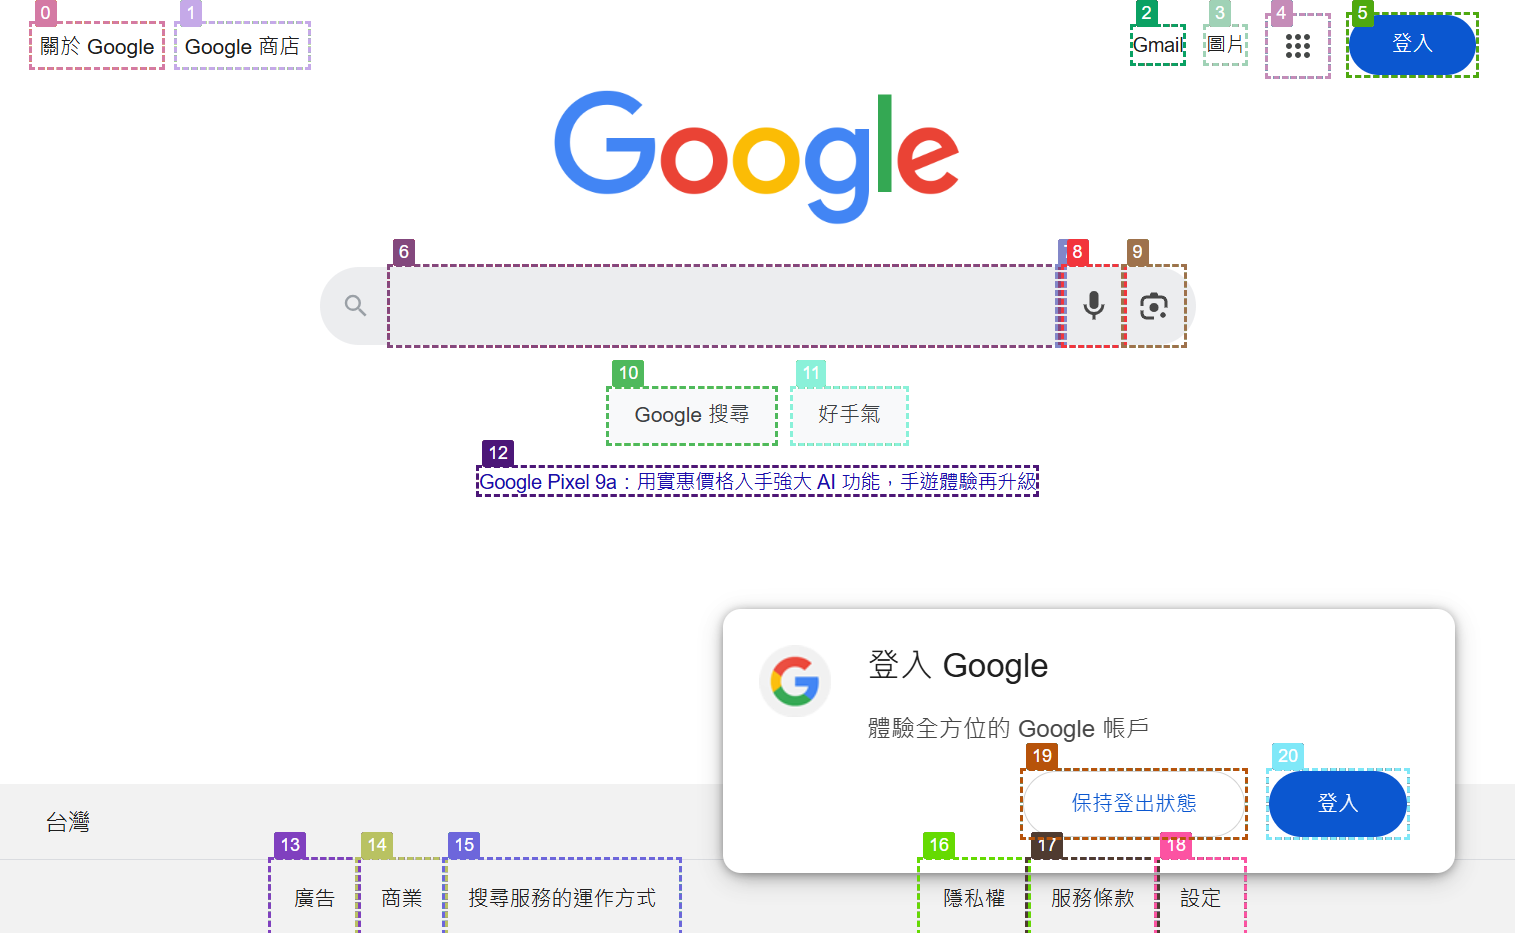 0
1
2
3
4
5
關於 Google
Google 商店
Gmail
圖片
登入
Google
6
8
9
10
11
Google 搜尋
好手氣
12
Google Pixel 9a：用實惠價格入手強大 AI 功能，手遊體驗再升級
登入 Google
體驗全方位的 Google 帳戶
19
20
保持登出狀態
登入
台灣
13
14
15
16
17
18
廣告
商業
搜尋服務的運作方式
隱私權
服務條款
設定